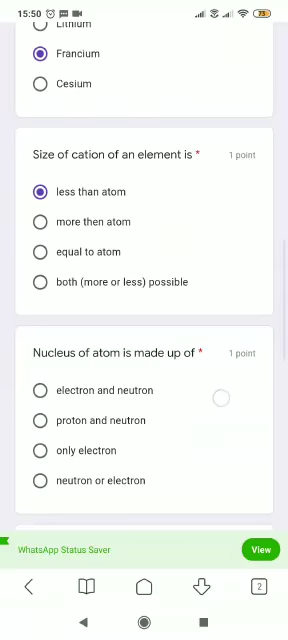 15:50
75
Lithium
Francium
Cesium
Size of cation of an element is *
1 point
less than atom
more then atom
equal to atom
both (more or less) possible
Nucleus of atom is made up of *
1 point
electron and neutron
proton and neutron
only electron
neutron or electron
WhatsApp Status Saver
View
2